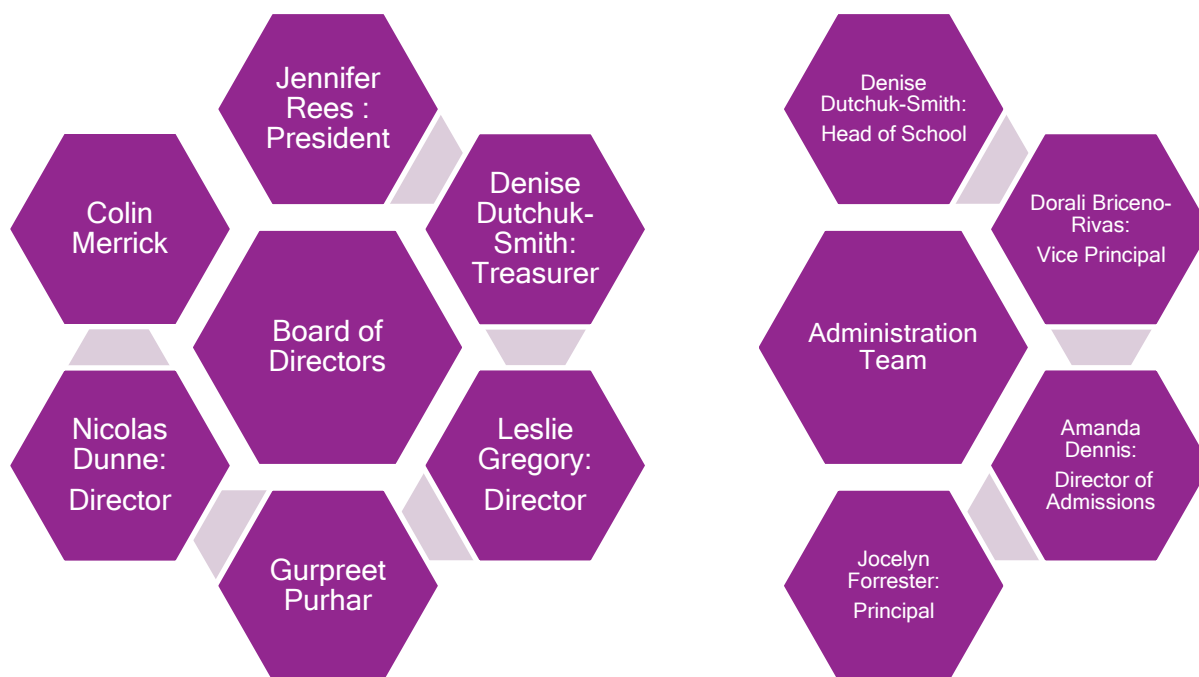 Jennifer
Rees :
President
Denise
Dutchuk-
Smith:
Treasurer
Leslie
Gregory:
Director
Gurpreet
Purhar
Nicolas
Dunne:
Director
Colin
Merrick
Board of
Directors
Denise
Dutchuk-Smith:
Head of School
Dorali Briceno-
Rivas:
Vice Principal
Amanda
Dennis:
Director of
Admissions
Jocelyn
Forrester:
Principal
Administration
Team